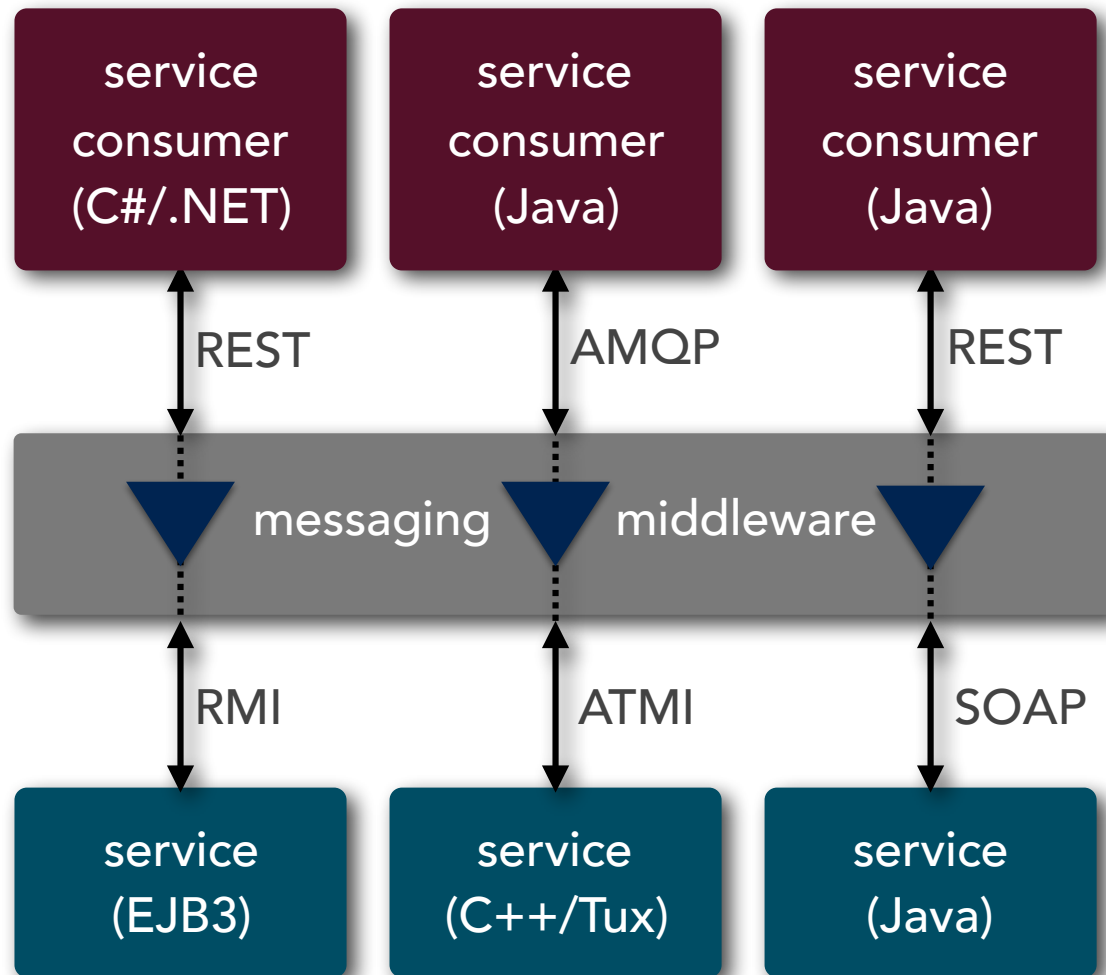 service
consumer
(C#/.NET)
service
consumer
(Java)
service
consumer
(Java)
REST
AMQP
REST
messaging middleware
RMI
ATMI
SOAP
service
(EJB3)
service
(C++/Tux)
service
(Java)